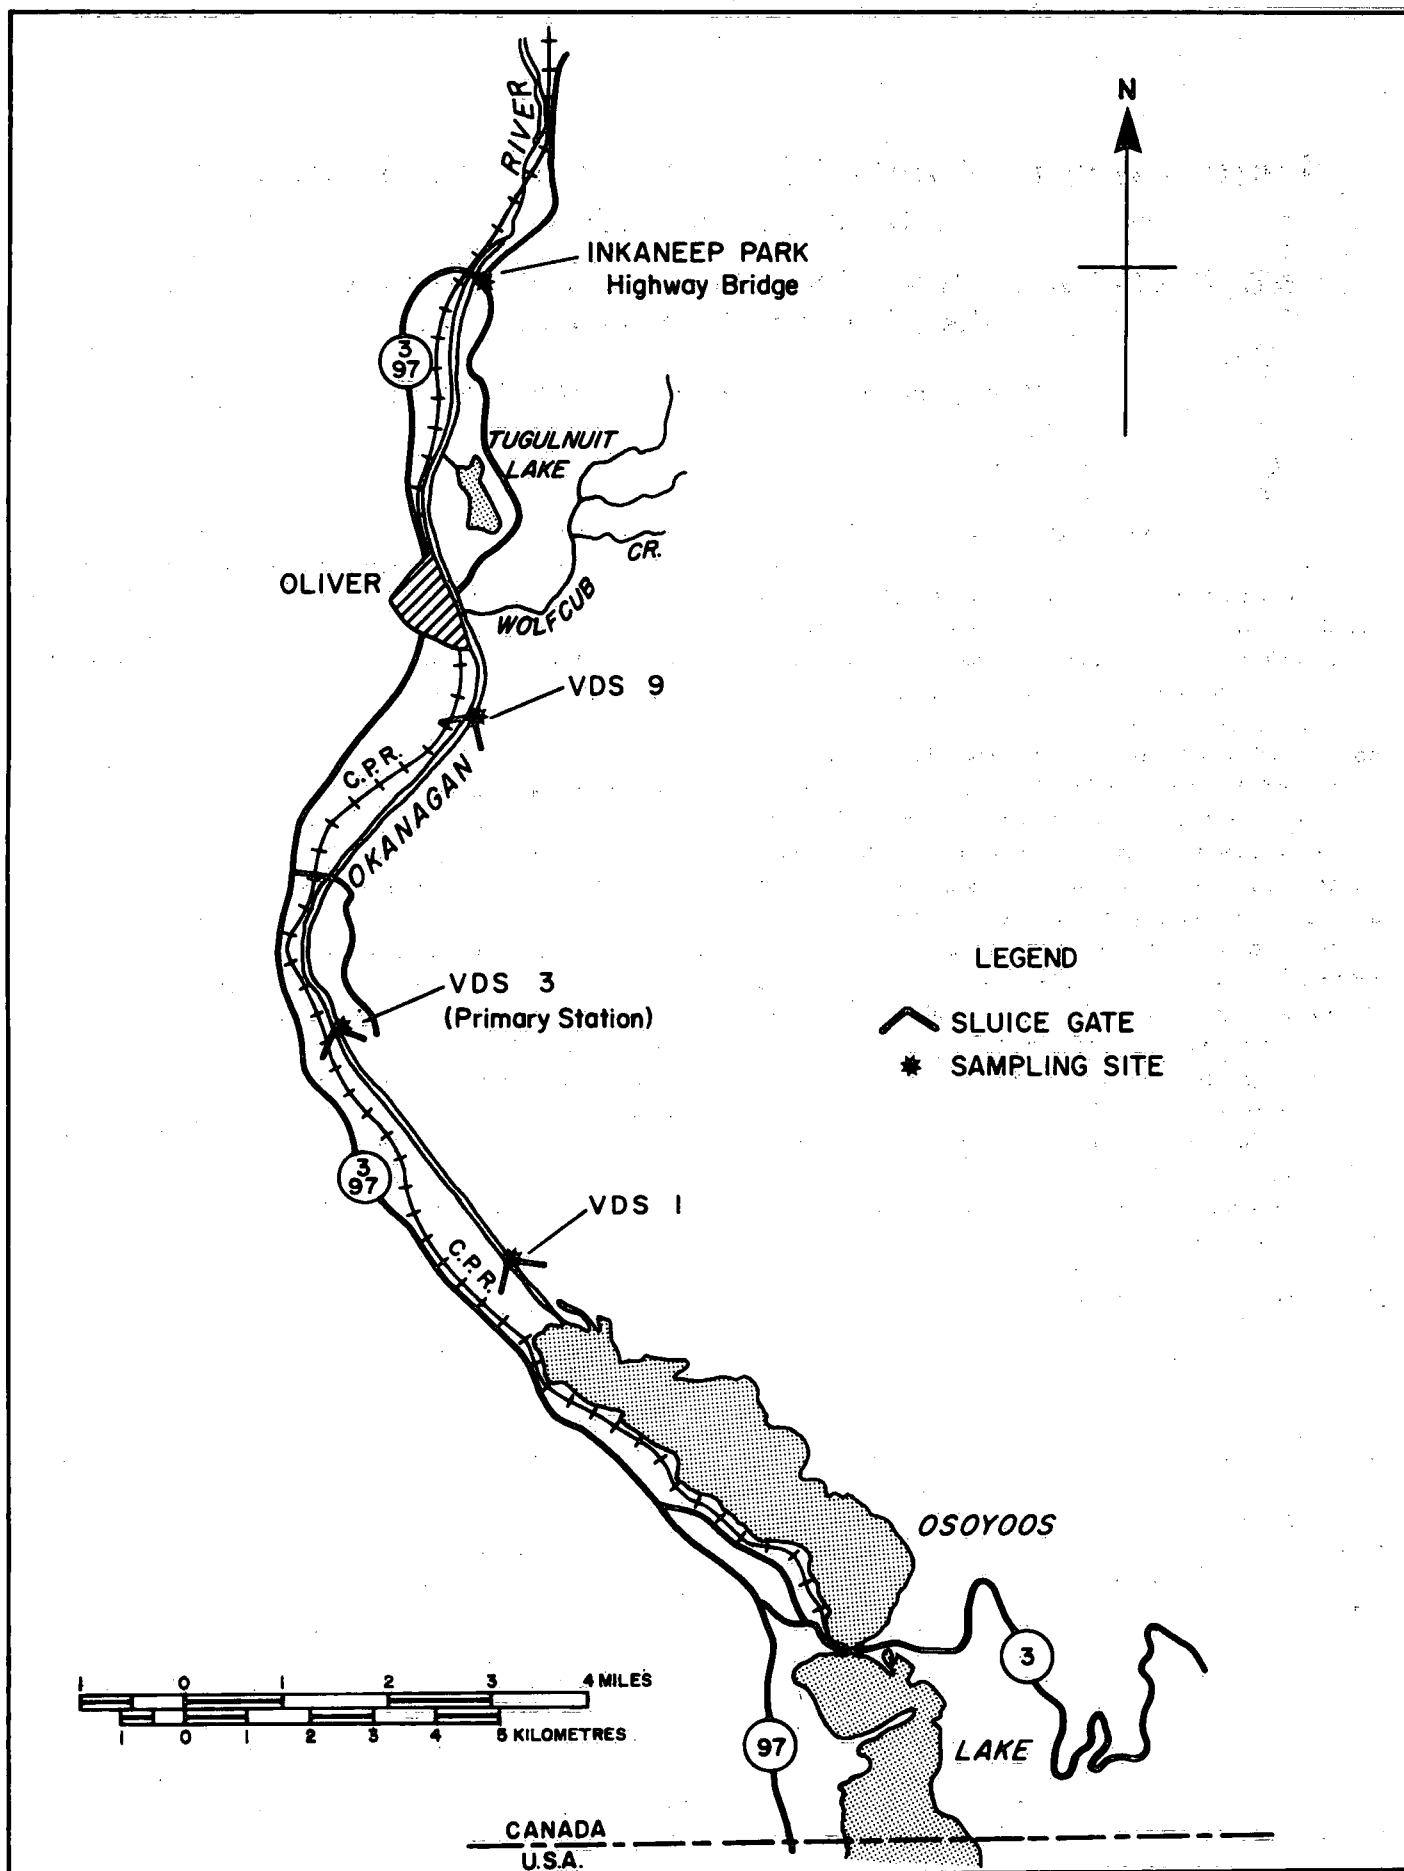 N
RIVER
INKANEEP PARK
Highway Bridge
3
97
TUGULNUIT
LAKE
CR.
OLIVER
WOLFCUB
VDS 9
C.P.R.
OKANAGAN
VDS 3
(Primary Station)
LEGEND
SLUICE GATE
SAMPLING SITE
3
97
VDS 1
C.P.R.
OSOYOOS
3
1 0 1 2 3 4 MILES
1 0 1 2 3 4 5 KILOMETRES
97
LAKE
CANADA
U.S.A.